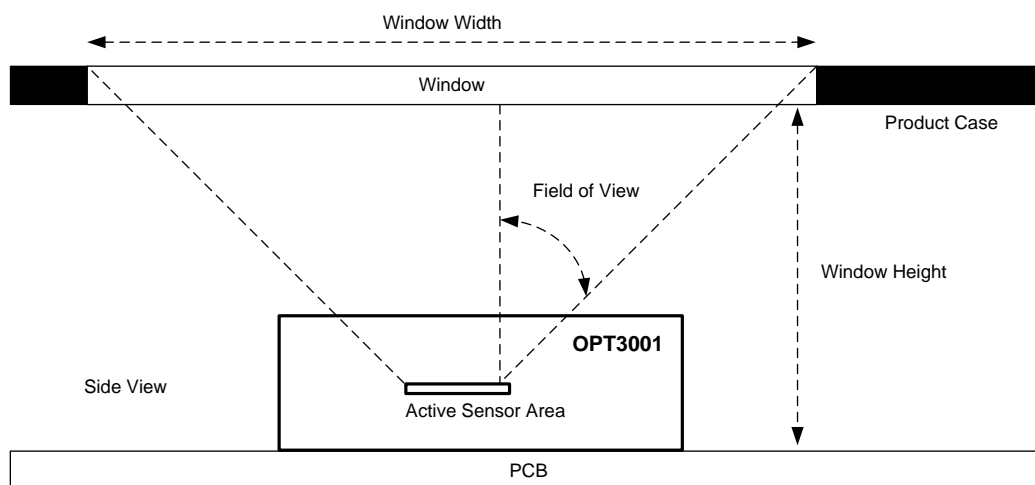 Window Width
Window
Product Case
Field of View
Window Height
OPT3001
Side View
Active Sensor Area
PCB